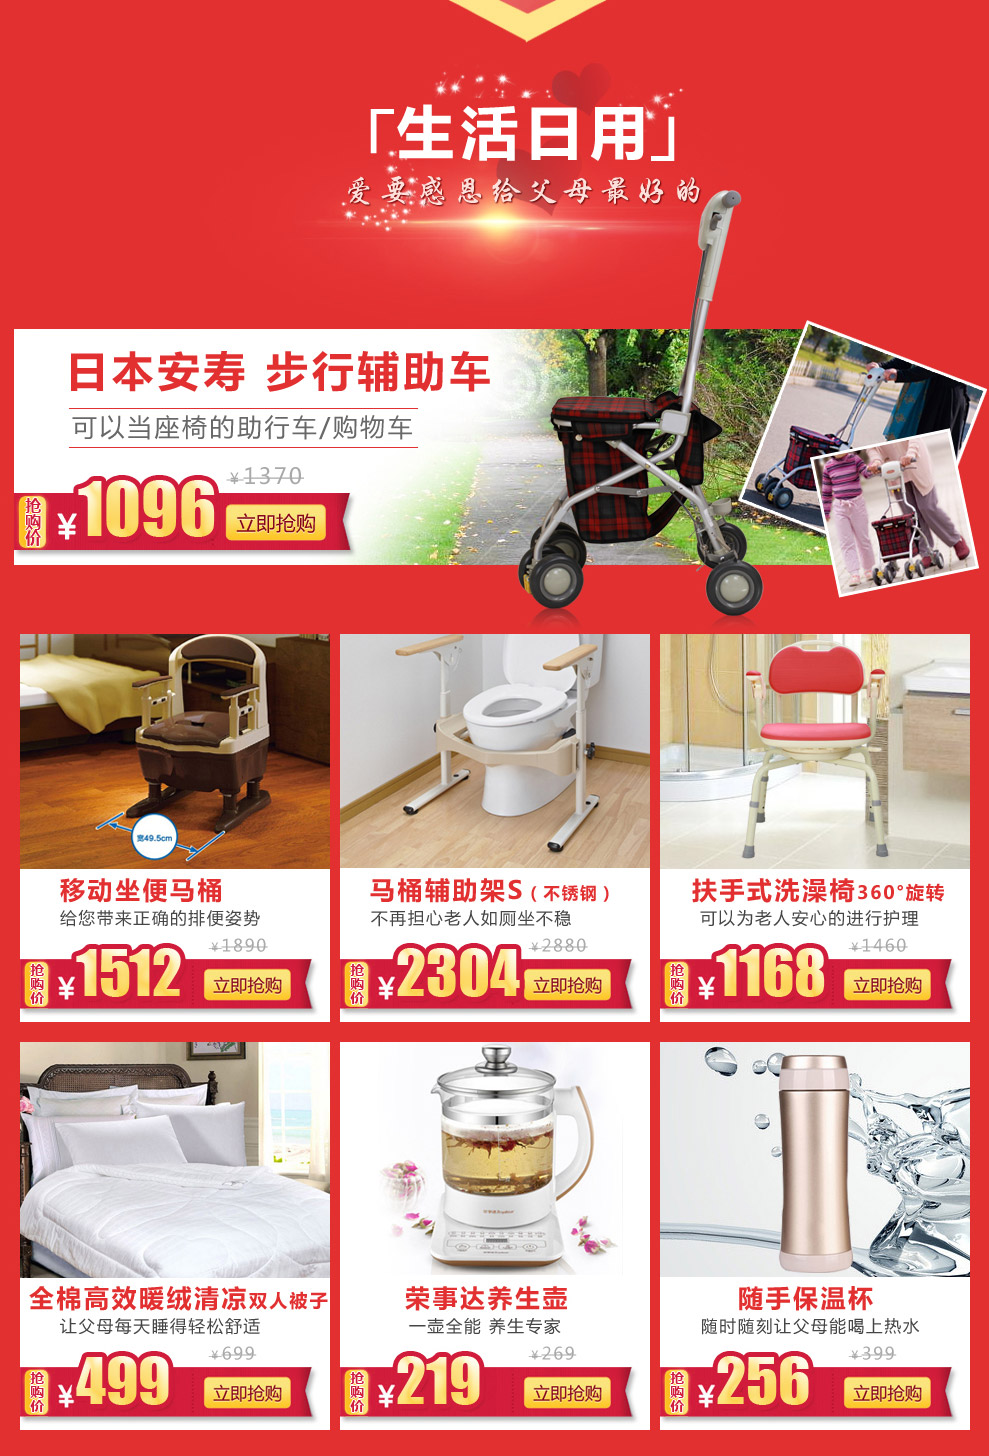 「生活日用」
爱要感恩给父母最好的
日本安寿 步行辅助车
可以当座椅的助行车/购物车
¥1370
抢购价 ¥1096 立即抢购
宽49.5cm
移动坐便马桶
给您带来正确的排便姿势
¥1890
抢购价 ¥1512 立即抢购
马桶辅助架S（不锈钢）
不再担心老人如厕坐不稳
¥2880
抢购价 ¥2304 立即抢购
扶手式洗澡椅360°旋转
可以为老人安心的进行护理
¥1460
抢购价 ¥1168 立即抢购
全棉高效暖绒清凉双人被子
让父母每天睡得轻松舒适
¥699
抢购价 ¥499 立即抢购
荣事达养生壶
一壶全能 养生专家
¥269
抢购价 ¥219 立即抢购
随手保温杯
随时随刻让父母能喝上热水
¥399
抢购价 ¥256 立即抢购